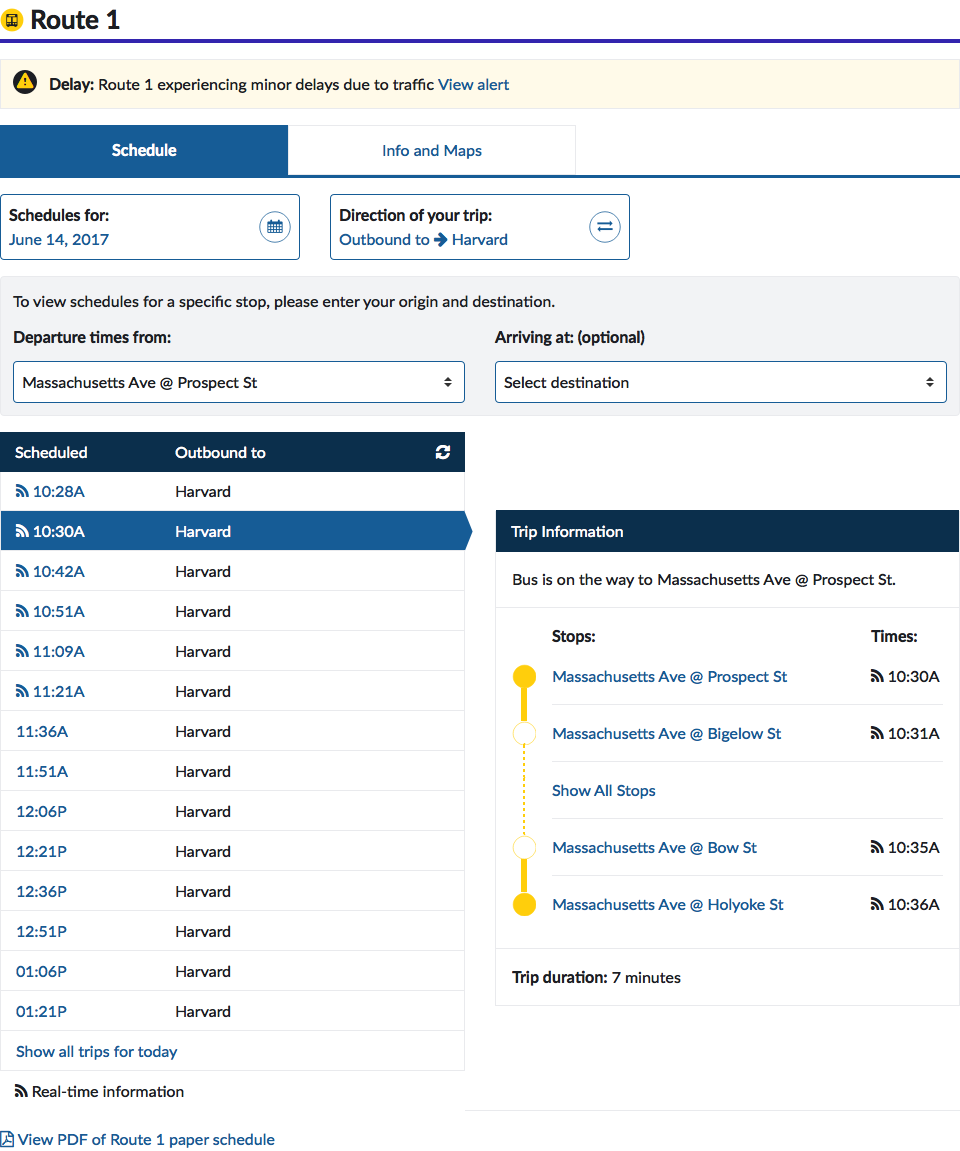 Route 1
Delay: Route 1 experiencing minor delays due to traffic View alert
Schedule
Info and Maps
Schedules for:
June 14, 2017
Direction of your trip:
Outbound to Harvard
To view schedules for a specific stop, please enter your origin and destination.
Departure times from:
Massachusetts Ave @ Prospect St
Arriving at: (optional)
Select destination
Scheduled Outbound to
10:28A Harvard
10:30A Harvard
10:42A Harvard
10:51A Harvard
11:09A Harvard
11:21A Harvard
11:36A Harvard
11:51A Harvard
12:06P Harvard
12:21P Harvard
12:36P Harvard
12:51P Harvard
01:06P Harvard
01:21P Harvard
Show all trips for today
Real-time information
View PDF of Route 1 paper schedule
Trip Information
Bus is on the way to Massachusetts Ave @ Prospect St.
Stops: Times:
Massachusetts Ave @ Prospect St 10:30A
Massachusetts Ave @ Bigelow St 10:31A
Show All Stops
Massachusetts Ave @ Bow St 10:35A
Massachusetts Ave @ Holyoke St 10:36A
Trip duration: 7 minutes